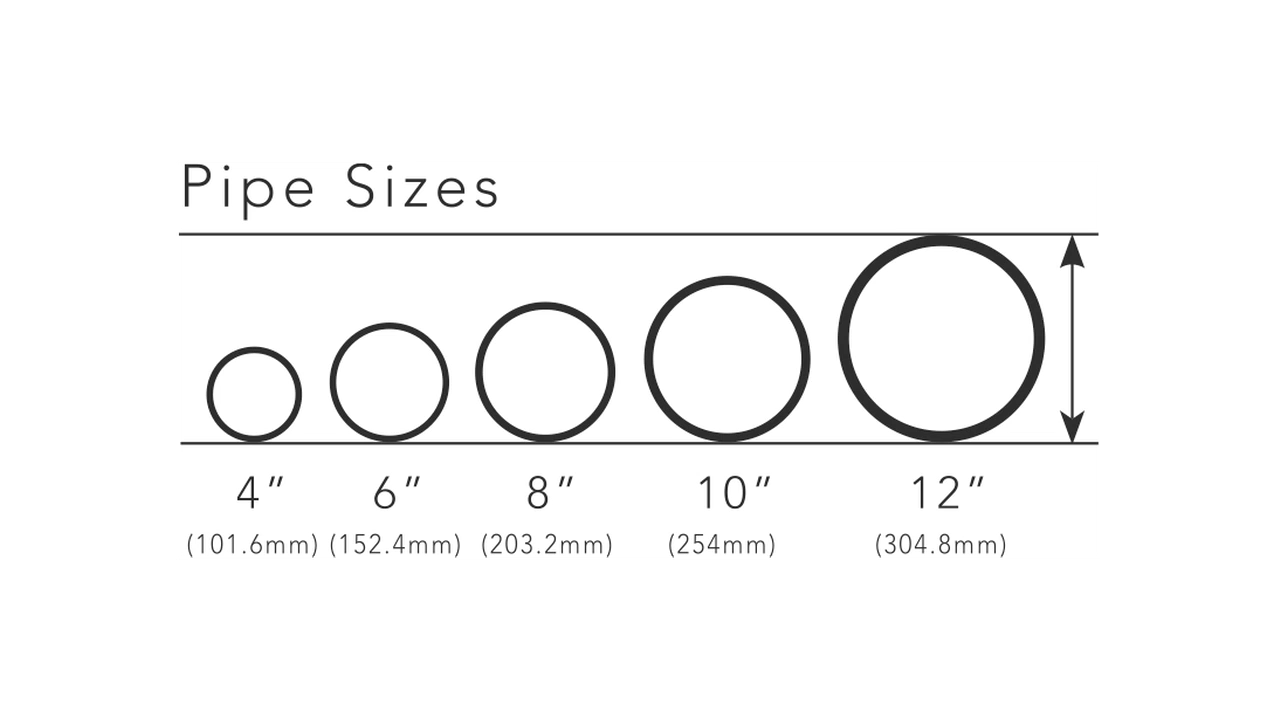 Pipe Sizes
4” 6” 8” 10” 12”
(101.6mm) (152.4mm) (203.2mm) (254mm) (304.8mm)